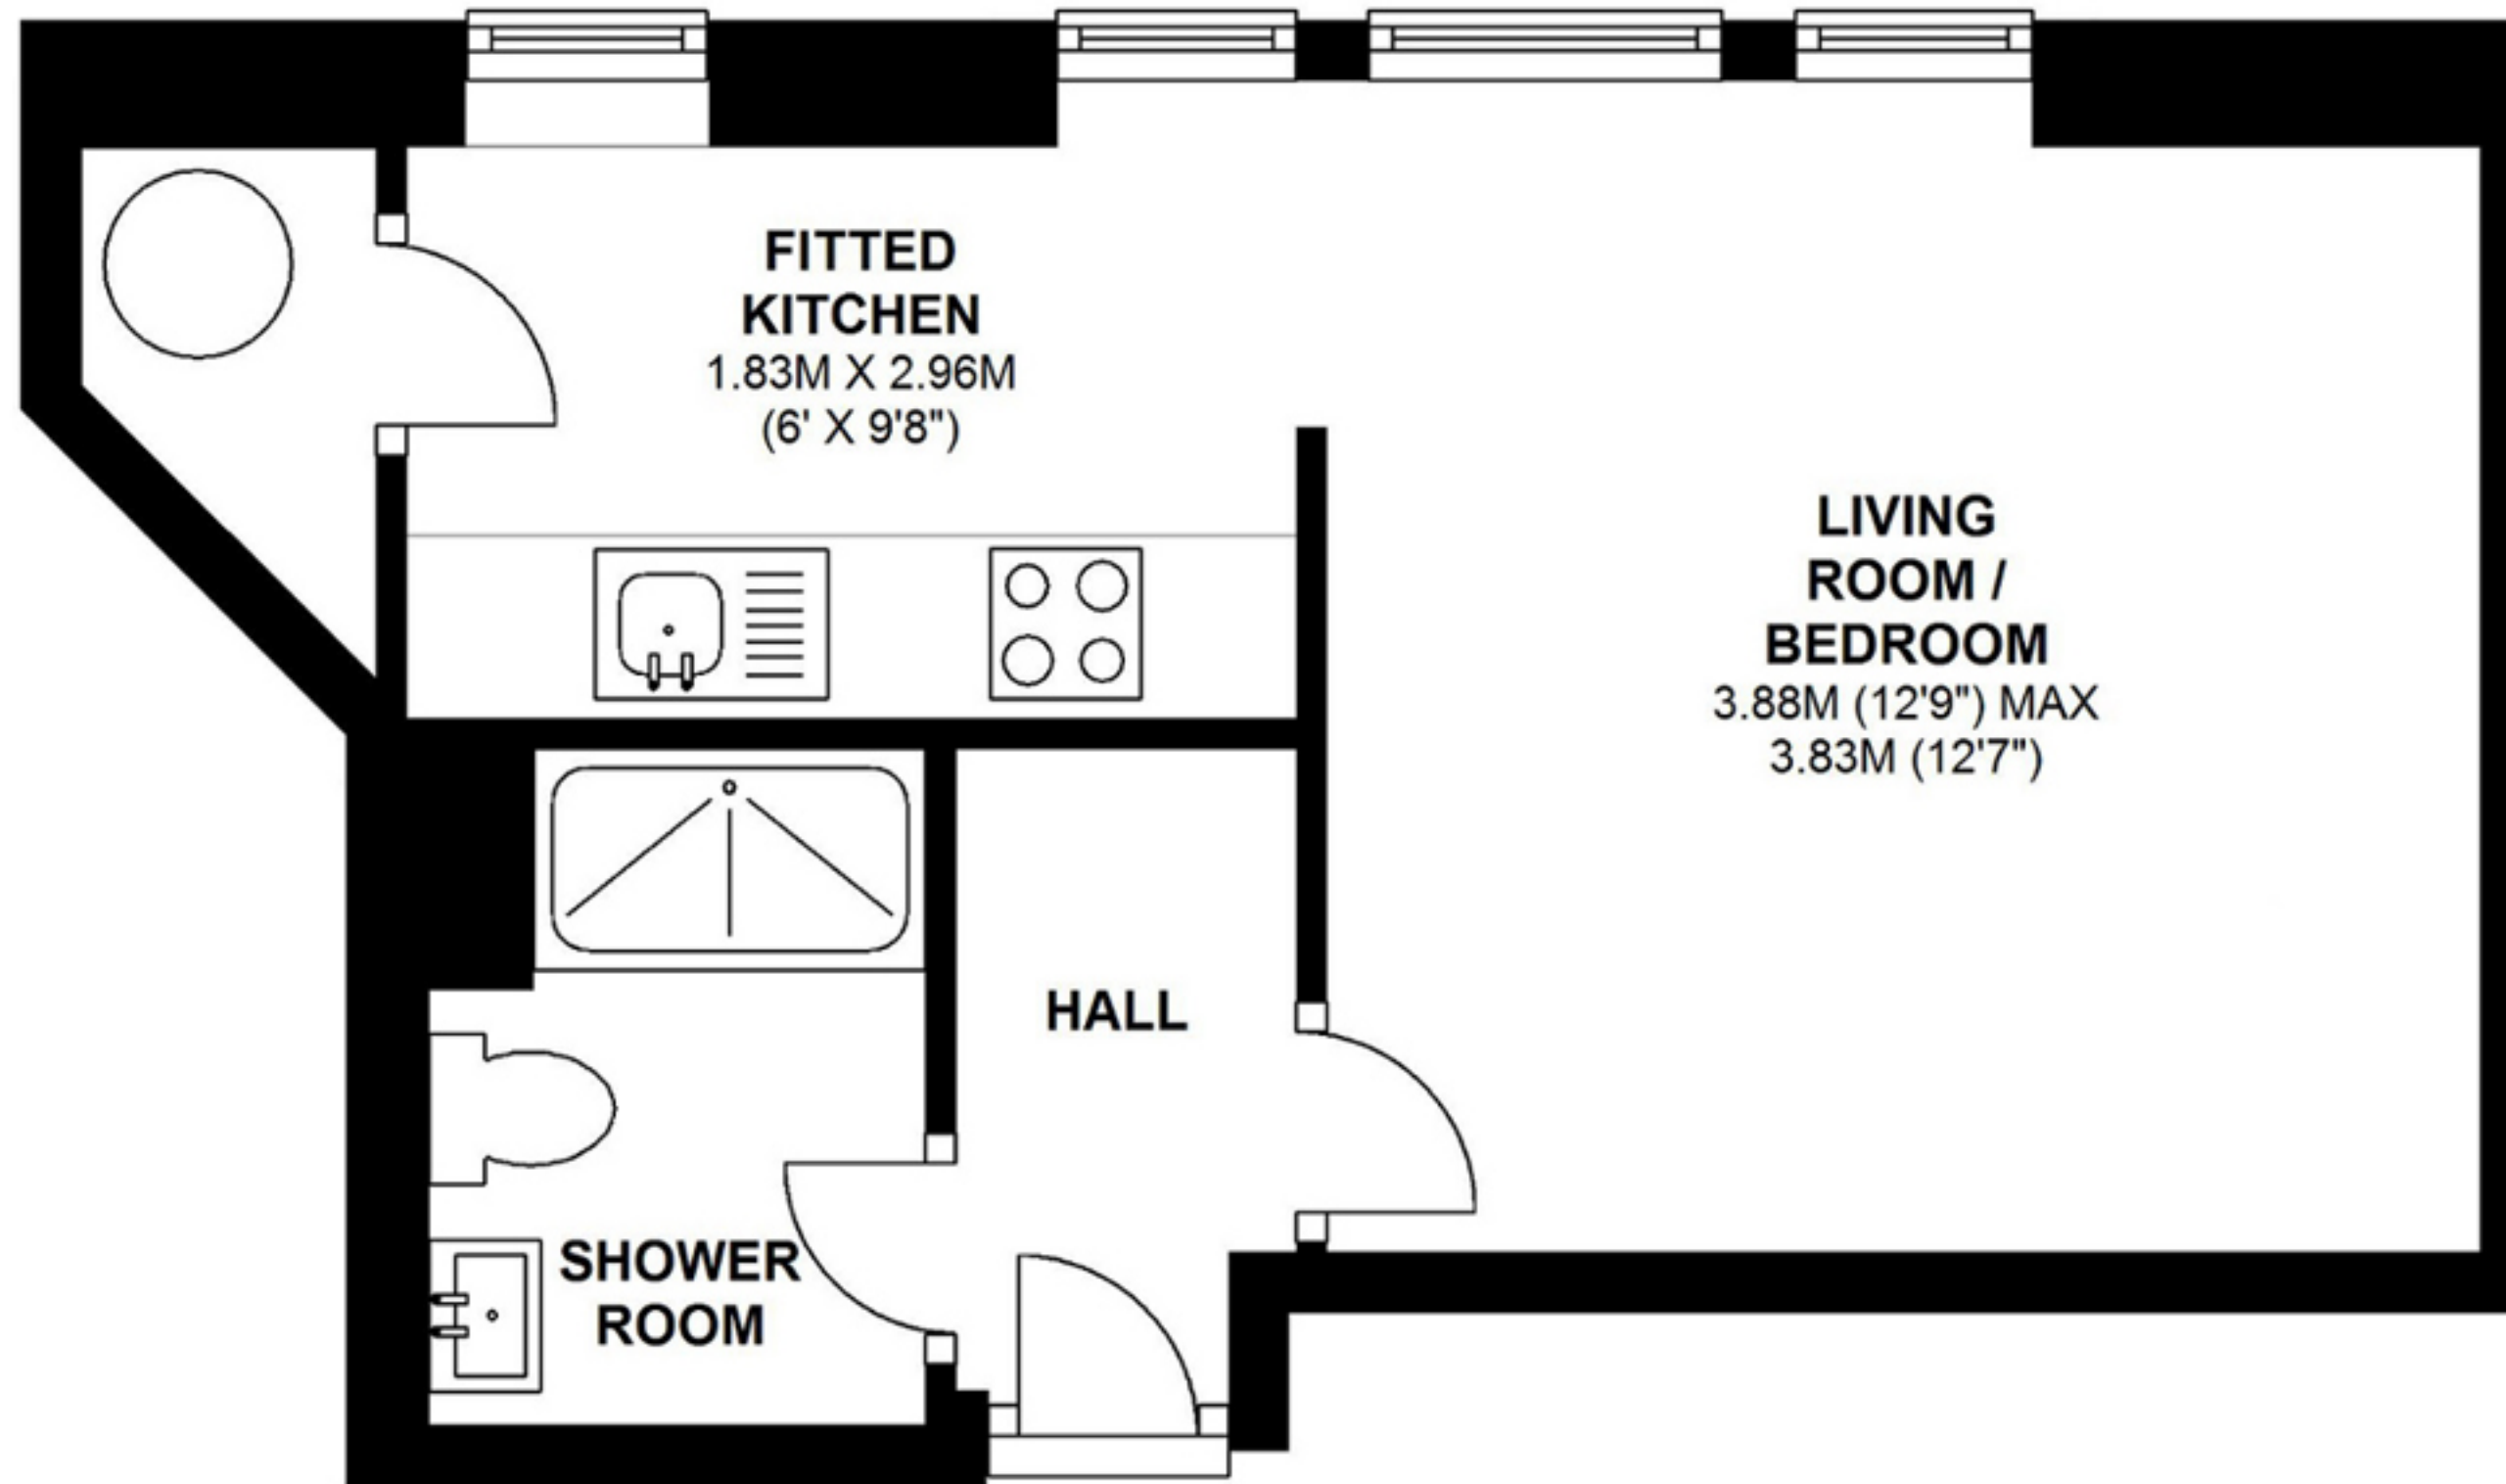 FITTED
KITCHEN
1.83M X 2.96M
(6' X 9'8")
LIVING
ROOM /
BEDROOM
3.88M (12'9") MAX
3.83M (12'7")
HALL
SHOWER
ROOM